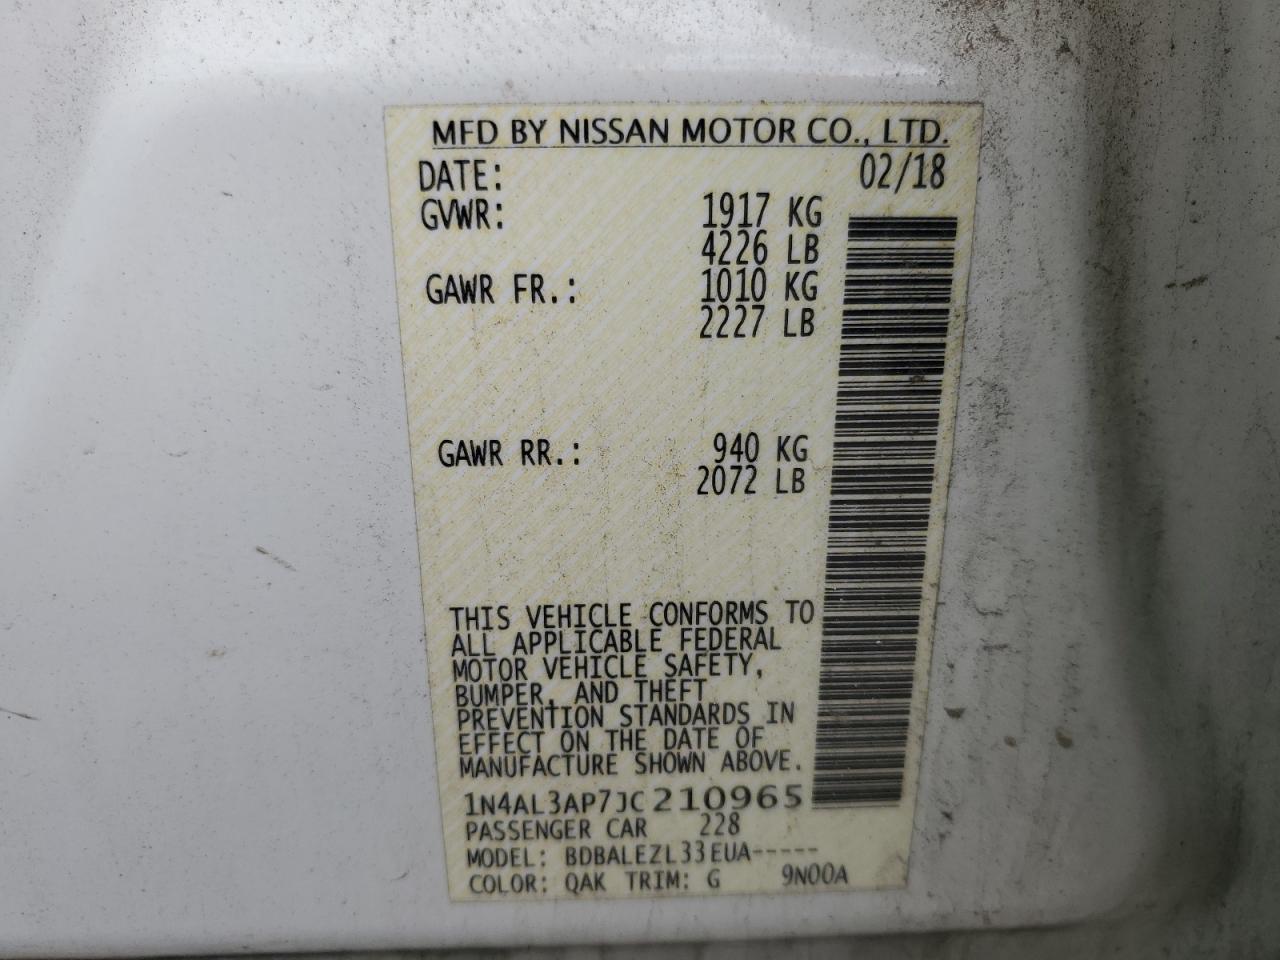 MFD BY NISSAN MOTOR CO., LTD.
DATE: 02/18
GVWR: 1917 KG
4226 LB
GAWR FR.: 1010 KG
2227 LB
GAWR RR.: 940 KG
2072 LB
THIS VEHICLE CONFORMS TO
ALL APPLICABLE FEDERAL
MOTOR VEHICLE SAFETY,
BUMPER, AND THEFT
PREVENTION STANDARDS IN
EFFECT ON THE DATE OF
MANUFACTURE SHOWN ABOVE.
1N4AL3AP7JC210965
PASSENGER CAR 228
MODEL: BDBALEZL33EUA-----
COLOR: QAK TRIM: G 9N00A